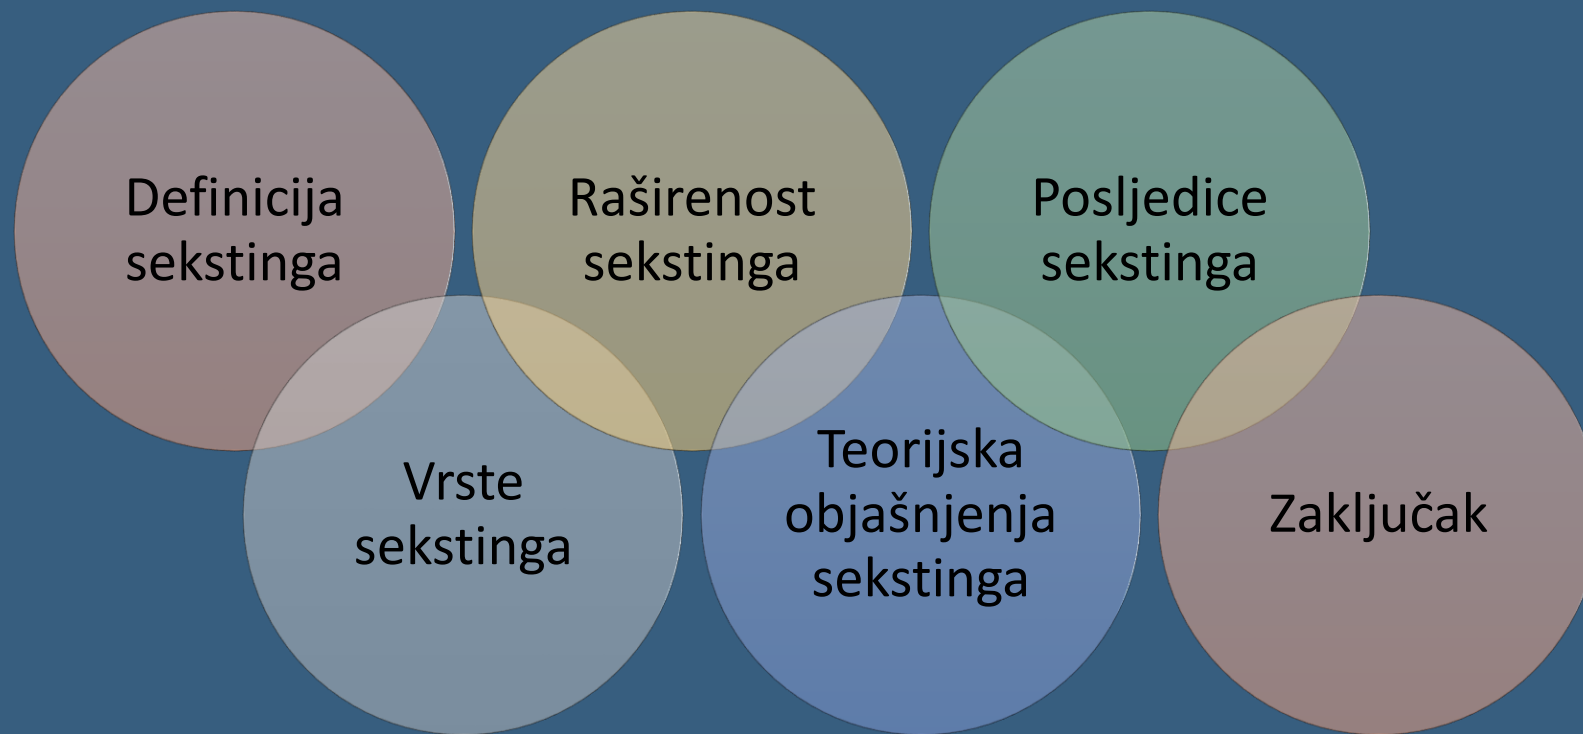 Definicija
sekstinga
Vrste
sekstinga
Raširenost
sekstinga
Teorijska
objašnjenja
sekstinga
Posljedice
sekstinga
Zaključak